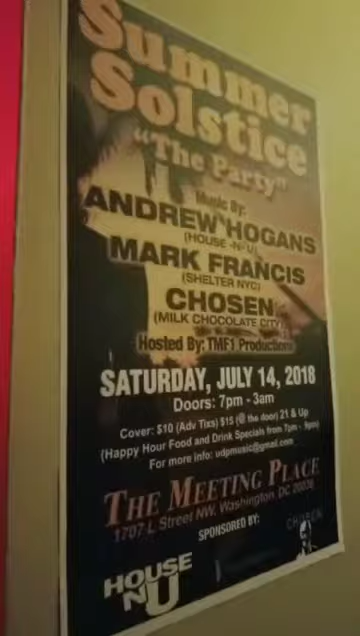 Summer
Solstice
"The Party"
Music By:
ANDREW HOGANS
(HOUSE -N- U)
MARK FRANCIS
(SHELTER NYC)
CHOSEN
(MILK CHOCOLATE CITY)
Hosted By: TMF1 Productions
SATURDAY, JULY 14, 2018
Doors: 7pm - 3am
Cover: $10 (Adv Tixs) $15 (@ the door) 21 & Up
(Happy Hour Food and Drink Specials from 7pm - 9pm)
For more info: udpmusic@gmail.com
THE MEETING PLACE
1707 L Street NW, Washington, DC 20036
SPONSORED BY:
HOUSE
N
U
CHOSEN